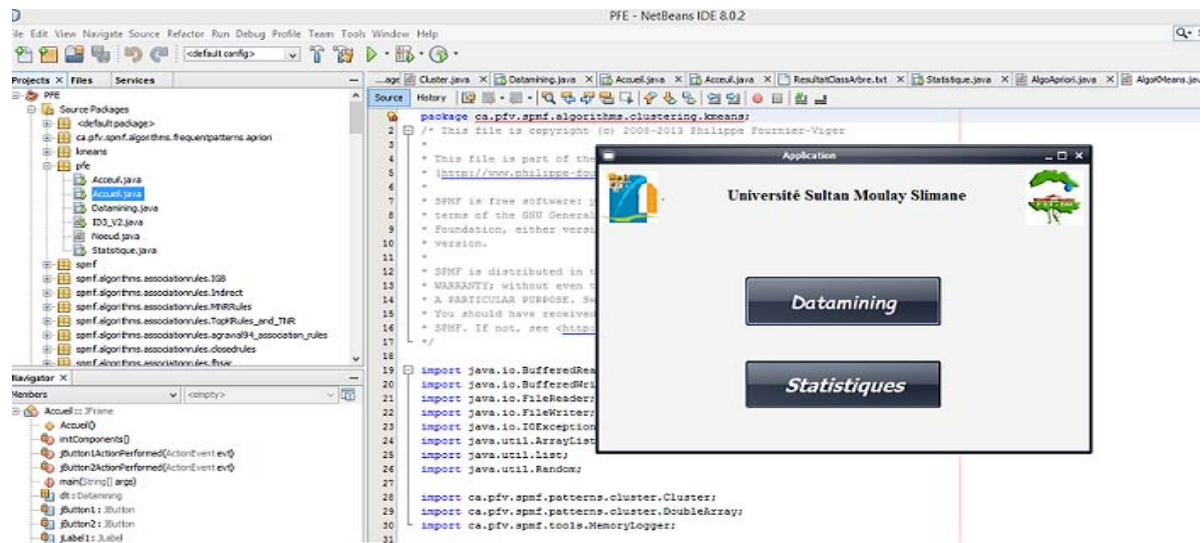 PFE - NetBeans IDE 8.0.2
File Edit View Navigate Source Refactor Run Debug Profile Team Tools Window Help
<default config>
Projects Files Services
PFE
Source Packages
<default package>
ca.pfv.spmf.algorithms.frequentpatterns.apriori
kmeans
pfe
Acceuil.java
Accueil.java
Datamining.java
ID3_V2.java
Noeud.java
Statistique.java
spmf
spmf.algorithms.associationrules.IGB
spmf.algorithms.associationrules.Indirect
spmf.algorithms.associationrules.MNRRules
spmf.algorithms.associationrules.TopKRules_and_TNR
spmf.algorithms.associationrules.agrawal94_association_rules
spmf.algorithms.associationrules.closedrules
Navigator
Members <empty>
Accueil :: JFrame
Accueil()
initComponents()
jButton1ActionPerformed(ActionEvent evt)
jButton2ActionPerformed(ActionEvent evt)
main(String[] args)
dt : Datamining
jButton1 : JButton
jButton2 : JButton
jLabel1 : JLabel
...age Cluster.java Datamining.java Accueil.java Acceuil.java ResultatClassArbre.txt Statistique.java AlgoApriori.java AlgoKMeans.jav
Source History
package ca.pfv.spmf.algorithms.clustering.kmeans;
2 /* This file is copyright (c) 2008-2013 Philippe Fournier-Viger
3 *
4 * This file is part of the
5 * (http://www.philippe-fou
6 *
7 * SPMF is free software: y
8 * terms of the GNU General
9 * Foundation, either versi
10 * version.
11 *
12 * SPMF is distributed in t
13 * WARRANTY; without even t
14 * A PARTICULAR PURPOSE. Se
15 * You should have received
16 * SPMF. If not, see <http:
17 */
18
19 import java.io.BufferedRea
20 import java.io.BufferedWri
21 import java.io.FileReader;
22 import java.io.FileWriter;
23 import java.io.IOException
24 import java.util.ArrayList
25 import java.util.List;
26 import java.util.Random;
27
28 import ca.pfv.spmf.patterns.cluster.Cluster;
29 import ca.pfv.spmf.patterns.cluster.DoubleArray;
30 import ca.pfv.spmf.tools.MemoryLogger;
31
Application
Université Sultan Moulay Slimane
Datamining
Statistiques